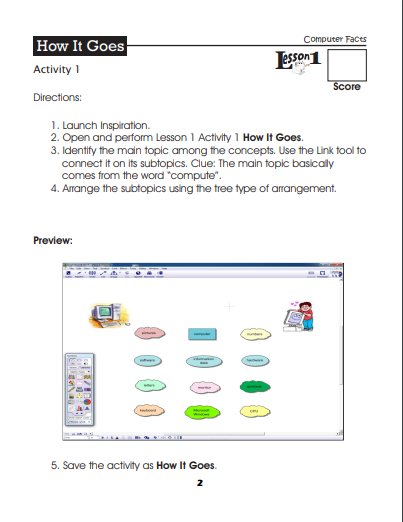 How It Goes
Computer Facts
Lesson 1
Activity 1
Score
Directions:
1. Launch Inspiration.
2. Open and perform Lesson 1 Activity 1 How It Goes.
3. Identify the main topic among the concepts. Use the Link tool to
connect it on its subtopics. Clue: The main topic basically
comes from the word "compute".
4. Arrange the subtopics using the tree type of arrangement.
Preview:
pictures
computer
numbers
software
information
data
hardware
letters
monitor
keyboard
Microsoft
Windows
CPU
5. Save the activity as How It Goes.
2